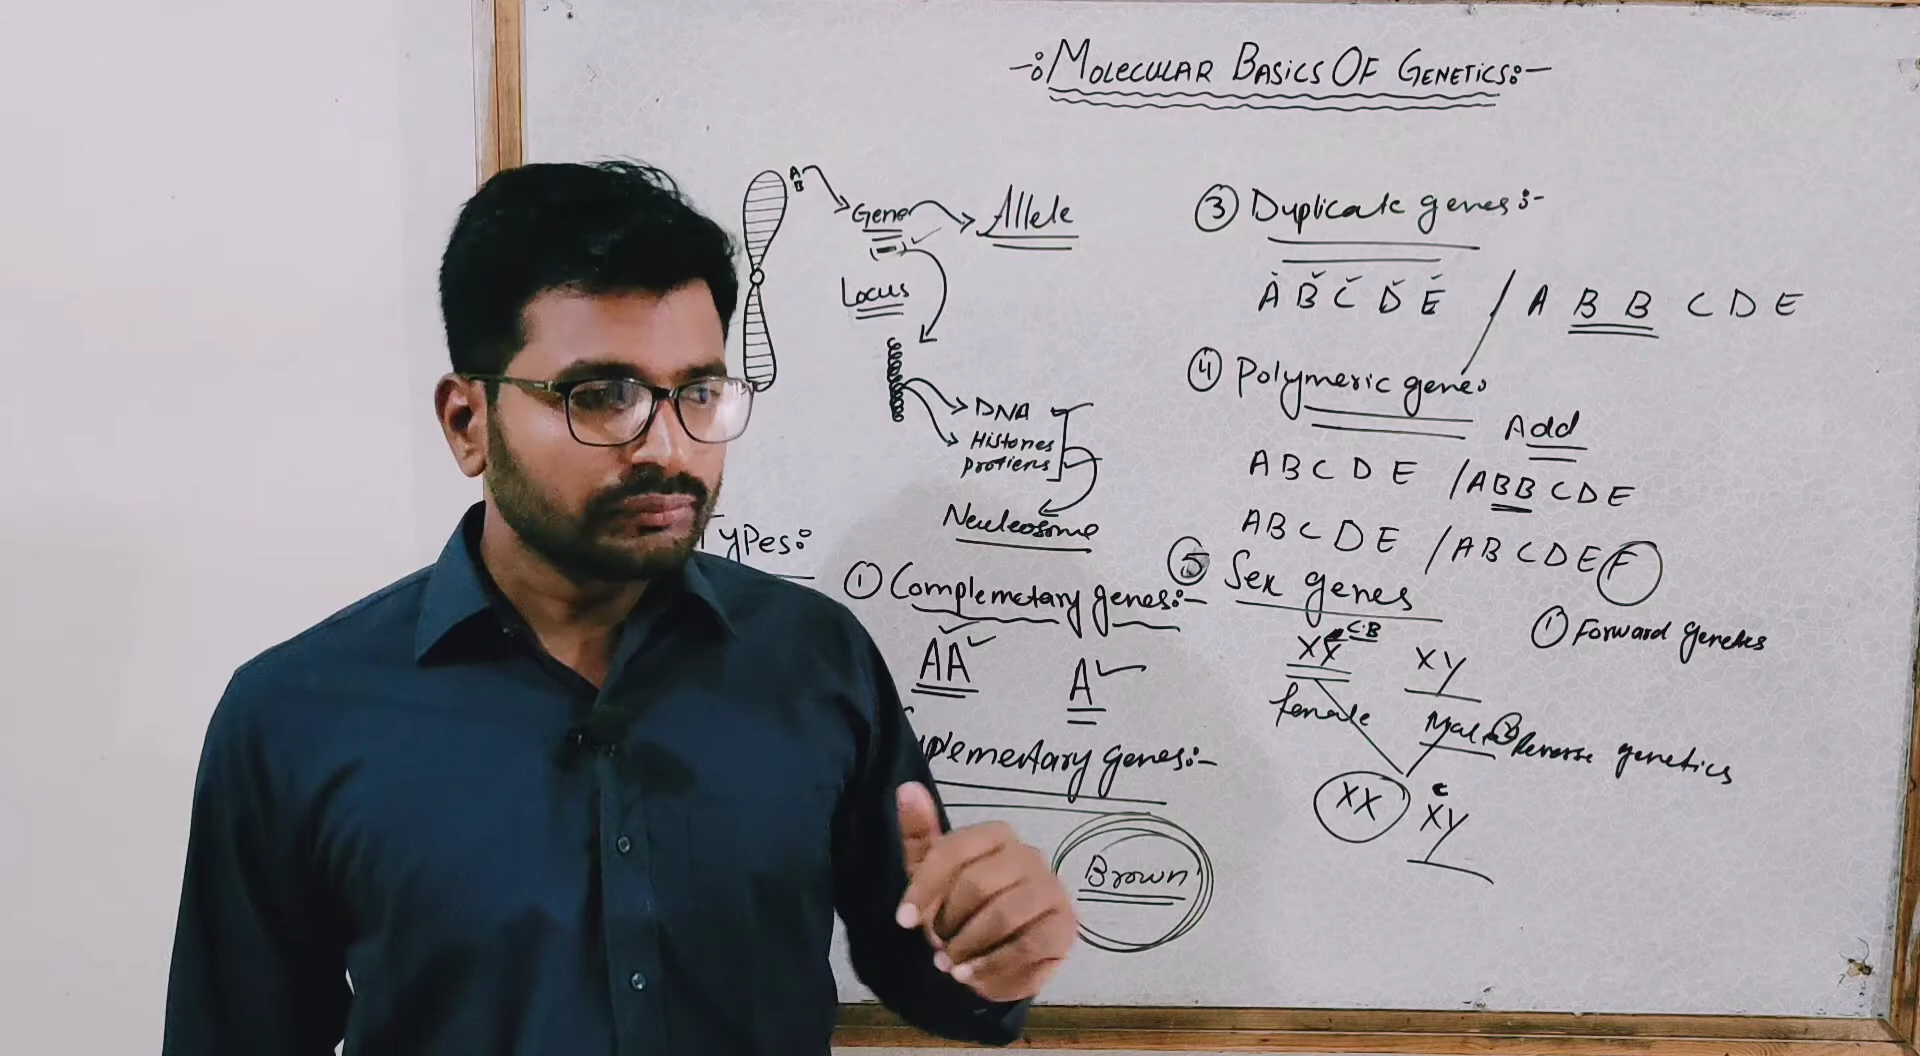 -:MOLECULAR BASICS OF GENETICS:-
A
B
Gene
Allele
Locus
DNA
Histones
Protiens
Neucleosome
Types:
① Complemetary genes:-
AA
A
plementary genes:-
Brown
③ Duplicate genes:-
A B C D E / A B B C D E
④ Polymeric genes
Add
A B C D E / A B B C D E
A B C D E / A B C D E F
⑤ Sex genes
C.B
XX XY
female Male
XX XY
① Forward genetics
② Reverse genetics